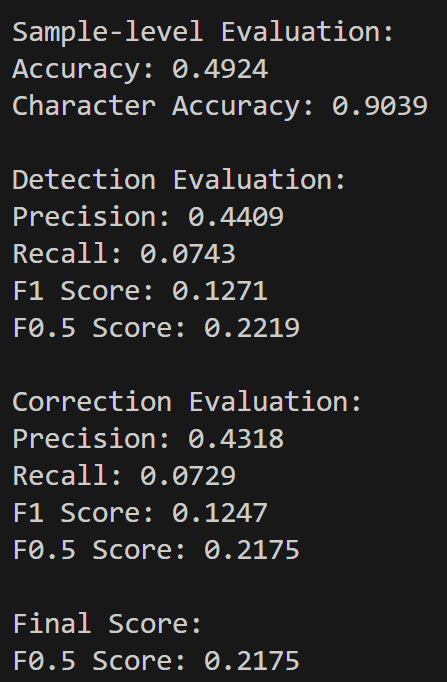 Sample-level Evaluation:
Accuracy: 0.4924
Character Accuracy: 0.9039
Detection Evaluation:
Precision: 0.4409
Recall: 0.0743
F1 Score: 0.1271
F0.5 Score: 0.2219
Correction Evaluation:
Precision: 0.4318
Recall: 0.0729
F1 Score: 0.1247
F0.5 Score: 0.2175
Final Score:
F0.5 Score: 0.2175